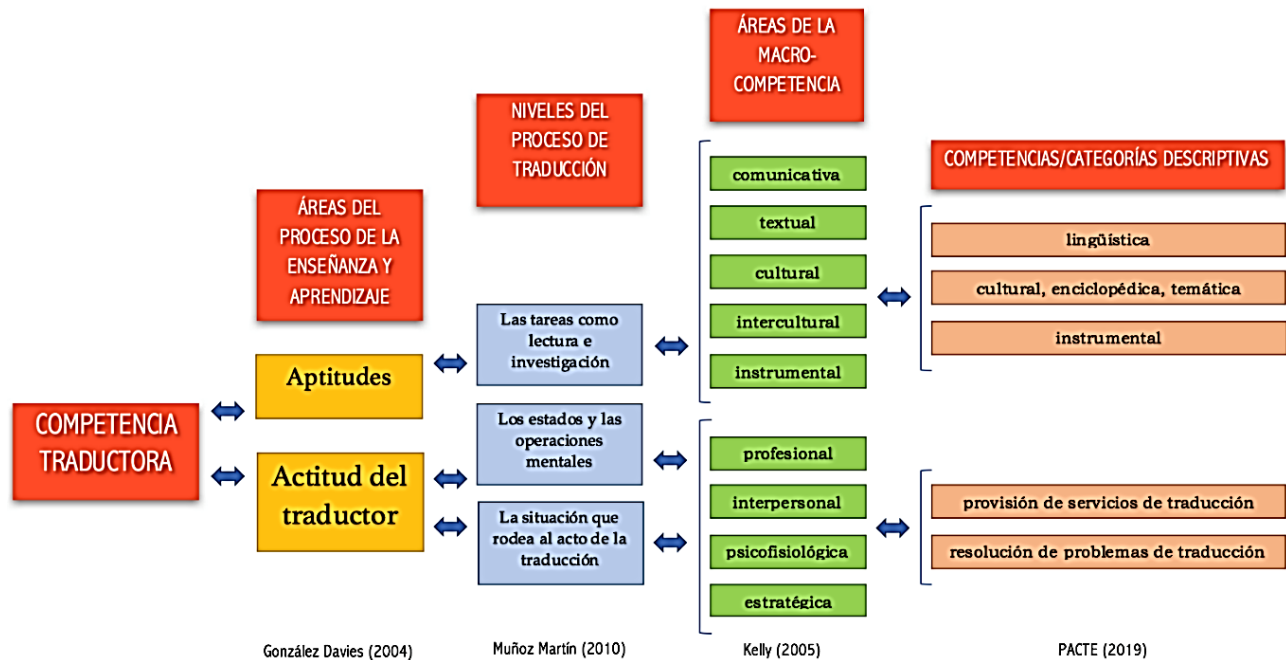 COMPETENCIA
TRADUCTORA
ÁREAS DEL
PROCESO DE LA
ENSEÑANZA Y
APRENDIZAJE
Aptitudes
Actitud del
traductor
González Davies (2004)
NIVELES DEL
PROCESO DE
TRADUCCIÓN
Las tareas como
lectura e
investigación
Los estados y las
operaciones
mentales
La situación que
rodea al acto de la
traducción
Muñoz Martín (2010)
ÁREAS DE LA
MACRO-
COMPETENCIA
comunicativa
textual
cultural
intercultural
instrumental
profesional
interpersonal
psicofisiológica
estratégica
Kelly (2005)
COMPETENCIAS/CATEGORÍAS DESCRIPTIVAS
lingüística
cultural, enciclopédica, temática
instrumental
provisión de servicios de traducción
resolución de problemas de traducción
PACTE (2019)